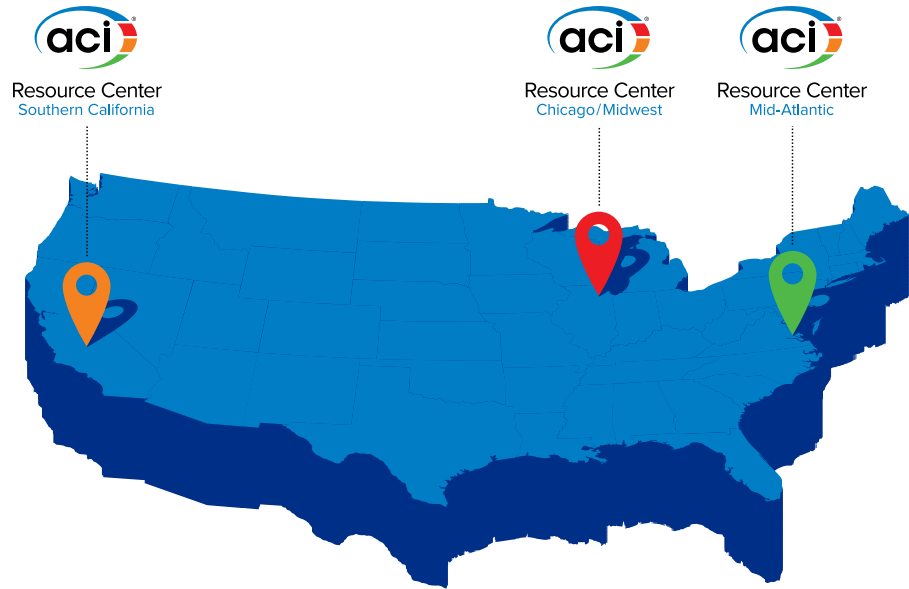 aci®
Resource Center
Southern California
aci®
Resource Center
Chicago/Midwest
aci®
Resource Center
Mid-Atlantic